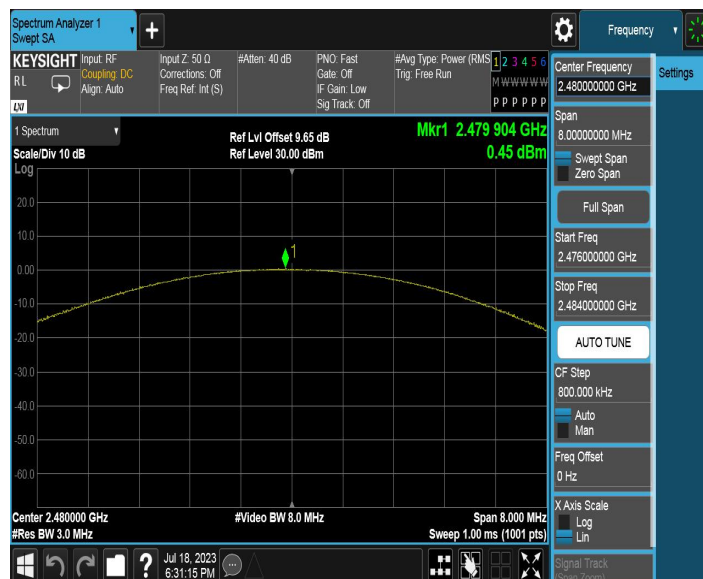 Spectrum Analyzer 1
Swept SA
+
Frequency
KEYSIGHT
RL
LXI
Input: RF
Coupling: DC
Align: Auto
Input Z: 50 Ω
Corrections: Off
Freq Ref: Int (S)
#Atten: 40 dB
PNO: Fast
Gate: Off
IF Gain: Low
Sig Track: Off
#Avg Type: Power (RMS
Trig: Free Run
1 2 3 4 5 6
M W W W W W
P P P P P P
1 Spectrum
Scale/Div 10 dB
Log
Ref Lvl Offset 9.65 dB
Ref Level 30.00 dBm
Mkr1 2.479 904 GHz
0.45 dBm
20.0
10.0
0.00
-10.0
-20.0
-30.0
-40.0
-50.0
-60.0
1
Center 2.480000 GHz
#Res BW 3.0 MHz
#Video BW 8.0 MHz
Span 8.000 MHz
Sweep 1.00 ms (1001 pts)
?
Jul 18, 2023
6:31:15 PM
Center Frequency
2.480000000 GHz
Settings
Span
8.00000000 MHz
Swept Span
Zero Span
Full Span
Start Freq
2.476000000 GHz
Stop Freq
2.484000000 GHz
AUTO TUNE
CF Step
800.000 kHz
Auto
Man
Freq Offset
0 Hz
X Axis Scale
Log
Lin
Signal Track
(Span Zoom)